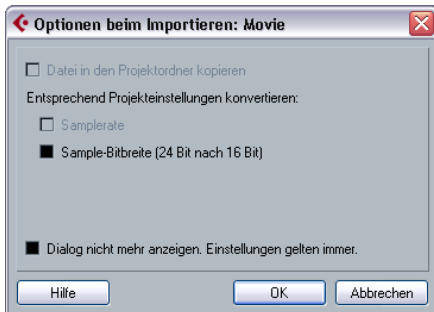 Optionen beim Importieren: Movie
Datei in den Projektordner kopieren
Entsprechend Projekteinstellungen konvertieren:
Samplerate
Sample-Bitbreite (24 Bit nach 16 Bit)
Dialog nicht mehr anzeigen. Einstellungen gelten immer.
Hilfe OK Abbrechen